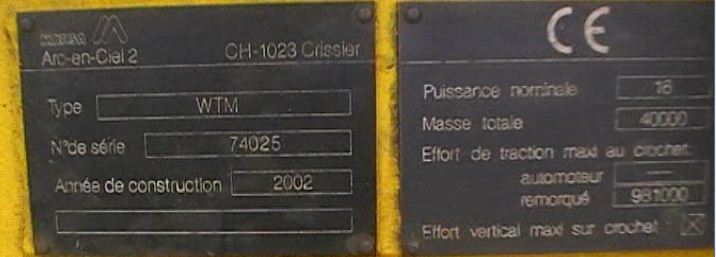 MATISA
Arc-en-Ciel 2 CH-1023 Crissier
Type WTM
N°de série 74025
Année de construction 2002
CE
Puissance nominale 16
Masse totale 40000
Effort de traction maxi au crochet:
automoteur ----
remorqué 981000
Effort vertical maxi sur crochet :